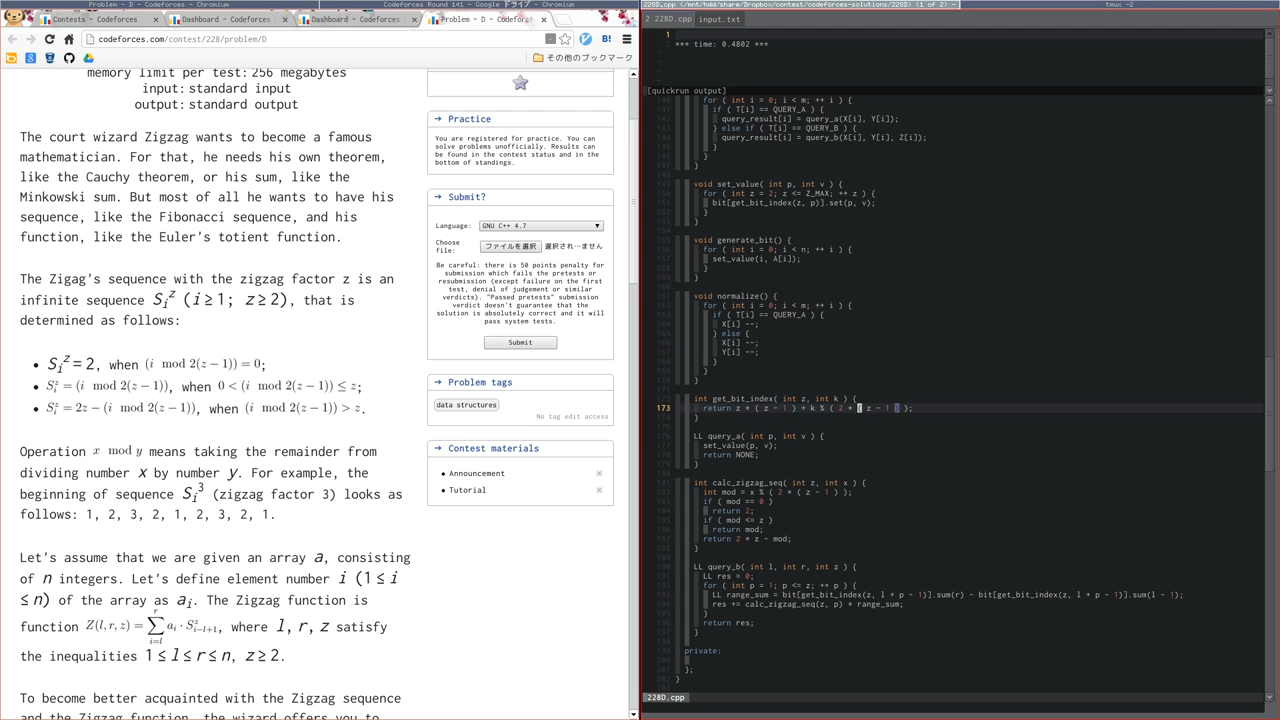 Problem - D - Codeforces - Chromium
Codeforces Round 141 - Google ドライブ - Chromium
228D.cpp (/mnt/hdd/share/Dropbox/contest/codeforces-solutions/228D) (1 of 2) -
tmux -2
Contests - Codeforces
Dashboard - Codeforces
Dashboard - Codeforces
Problem - D - Codeforc
2 228D.cpp
input.txt
codeforces.com/contest/228/problem/D
その他のブックマーク
memory limit per test: 256 megabytes
input: standard input
output: standard output
The court wizard Zigzag wants to become a famous
mathematician. For that, he needs his own theorem,
like the Cauchy theorem, or his sum, like the
Minkowski sum. But most of all he wants to have his
sequence, like the Fibonacci sequence, and his
function, like the Euler's totient function.
The Zigag's sequence with the zigzag factor z is an
infinite sequence S_i^z (i ≥ 1; z ≥ 2), that is
determined as follows:
• S_i^z = 2, when (i mod 2(z−1)) = 0;
• S_i^z = (i mod 2(z−1)), when 0 < (i mod 2(z−1)) ≤ z;
• S_i^z = 2z − (i mod 2(z−1)), when (i mod 2(z−1)) > z.
Operation x mod y means taking the remainder from
dividing number x by number y. For example, the
beginning of sequence S_i^3 (zigzag factor 3) looks as
follows: 1, 2, 3, 2, 1, 2, 3, 2, 1.
Let's assume that we are given an array a, consisting
of n integers. Let's define element number i (1 ≤ i
≤ n) of the array as a_i. The Zigzag function is
function Z(l, r, z) = ∑_{i=l}^{r} a_i · S_{i−l+1}^z, where l, r, z satisfy
the inequalities 1 ≤ l ≤ r ≤ n, z ≥ 2.
To become better acquainted with the Zigzag sequence
and the Zigzag function, the wizard offers you to
→ Practice
You are registered for practice. You can
solve problems unofficially. Results can
be found in the contest status and in the
bottom of standings.
→ Submit?
Language: GNU C++ 4.7
Choose file: ファイルを選択 選択され…ません
Be careful: there is 50 points penalty for
submission which fails the pretests or
resubmission (except failure on the first
test, denial of judgement or similar
verdicts). "Passed pretests" submission
verdict doesn't guarantee that the
solution is absolutely correct and it will
pass system tests.
Submit
→ Problem tags
data structures
No tag edit access
→ Contest materials
• Announcement
• Tutorial
1
*** time: 0.4802 ***
[quickrun output]
for ( int i = 0; i < m; ++ i ) {
if ( T[i] == QUERY_A ) {
query_result[i] = query_a(X[i], Y[i]);
} else if ( T[i] == QUERY_B ) {
query_result[i] = query_b(X[i], Y[i], Z[i]);
}
}
}
void set_value( int p, int v ) {
for ( int z = 2; z <= Z_MAX; ++ z ) {
bit[get_bit_index(z, p)].set(p, v);
}
}
void generate_bit() {
for ( int i = 0; i < n; ++ i ) {
set_value(i, A[i]);
}
}
void normalize() {
for ( int i = 0; i < m; ++ i ) {
if ( T[i] == QUERY_A ) {
X[i] --;
} else {
X[i] --;
Y[i] --;
}
}
}
int get_bit_index( int z, int k ) {
173 return z * ( z - 1 ) + k % ( 2 * ( z - 1 ) );
}
LL query_a( int p, int v ) {
set_value(p, v);
return NONE;
}
int calc_zigzag_seq( int z, int x ) {
int mod = x % ( 2 * ( z - 1 ) );
if ( mod == 0 )
return 2;
if ( mod <= z )
return mod;
return 2 * z - mod;
}
LL query_b( int l, int r, int z ) {
LL res = 0;
for ( int p = 1; p <= z; ++ p ) {
LL range_sum = bit[get_bit_index(z, l + p - 1)].sum(r) - bit[get_bit_index(z, l + p - 1)].sum(l - 1);
res += calc_zigzag_seq(z, p) * range_sum;
}
return res;
}
private:
};
}
228D.cpp